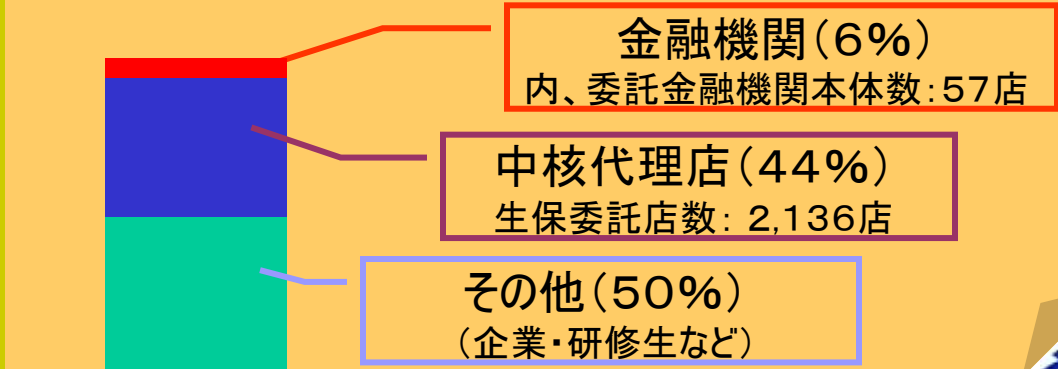 金融機関(6%)
内、委託金融機関本体数:57店
中核代理店(44%)
生保委託店数: 2,136店
その他(50%)
(企業・研修生など)